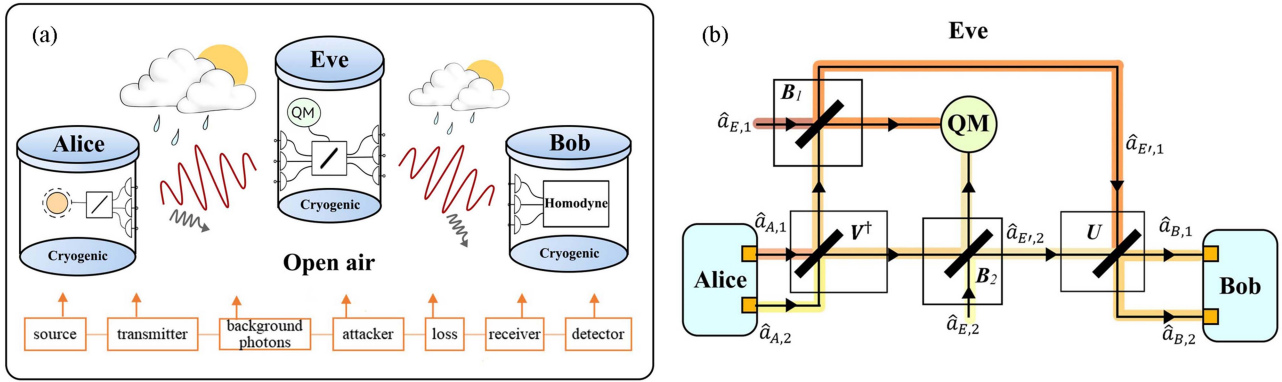 (a)
Eve
QM
Cryogenic
Alice
Cryogenic
Bob
Homodyne
Cryogenic
Open air
source
transmitter
background
photons
attacker
loss
receiver
detector
(b)
Eve
B₁
â_{E,1}
QM
â_{E′,1}
â_{A,1}
V†
â_{E′,2}
U
â_{B,1}
Alice
B₂
Bob
â_{A,2}
â_{E,2}
â_{B,2}